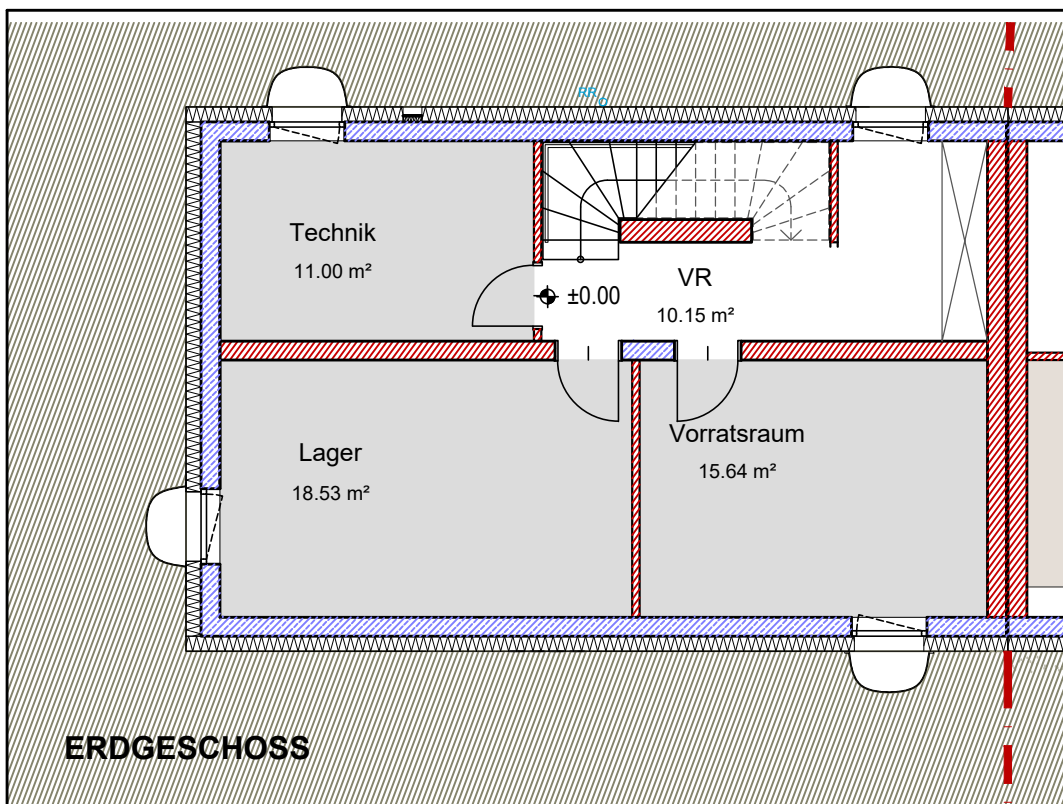 RR
Technik
11.00 m²
±0.00
VR
10.15 m²
Lager
18.53 m²
Vorratsraum
15.64 m²
ERDGESCHOSS